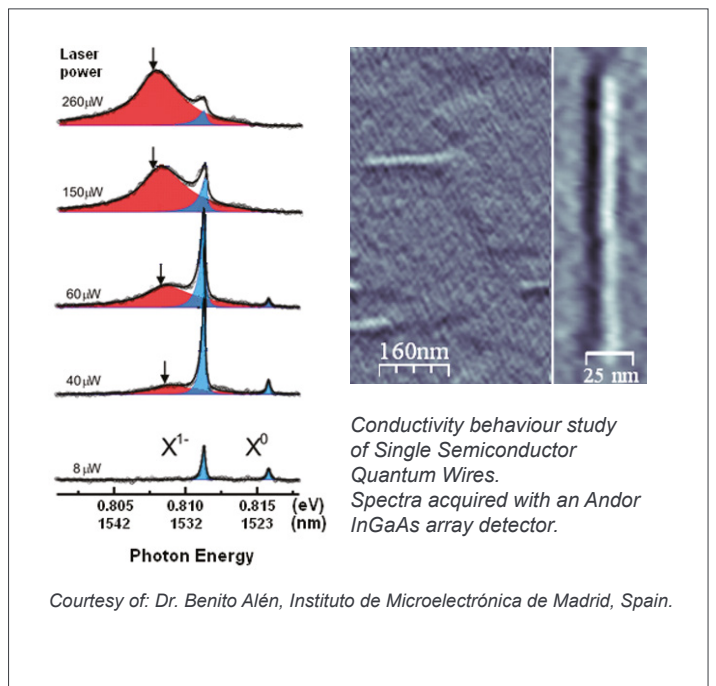 Laser
power
260μW
150μW
60μW
40μW
8μW
X1-
X0
0.805 0.810 0.815 (eV)
1542 1532 1523 (nm)
Photon Energy
160nm
25 nm
Conductivity behaviour study
of Single Semiconductor
Quantum Wires.
Spectra acquired with an Andor
InGaAs array detector.
Courtesy of: Dr. Benito Alén, Instituto de Microelectrónica de Madrid, Spain.